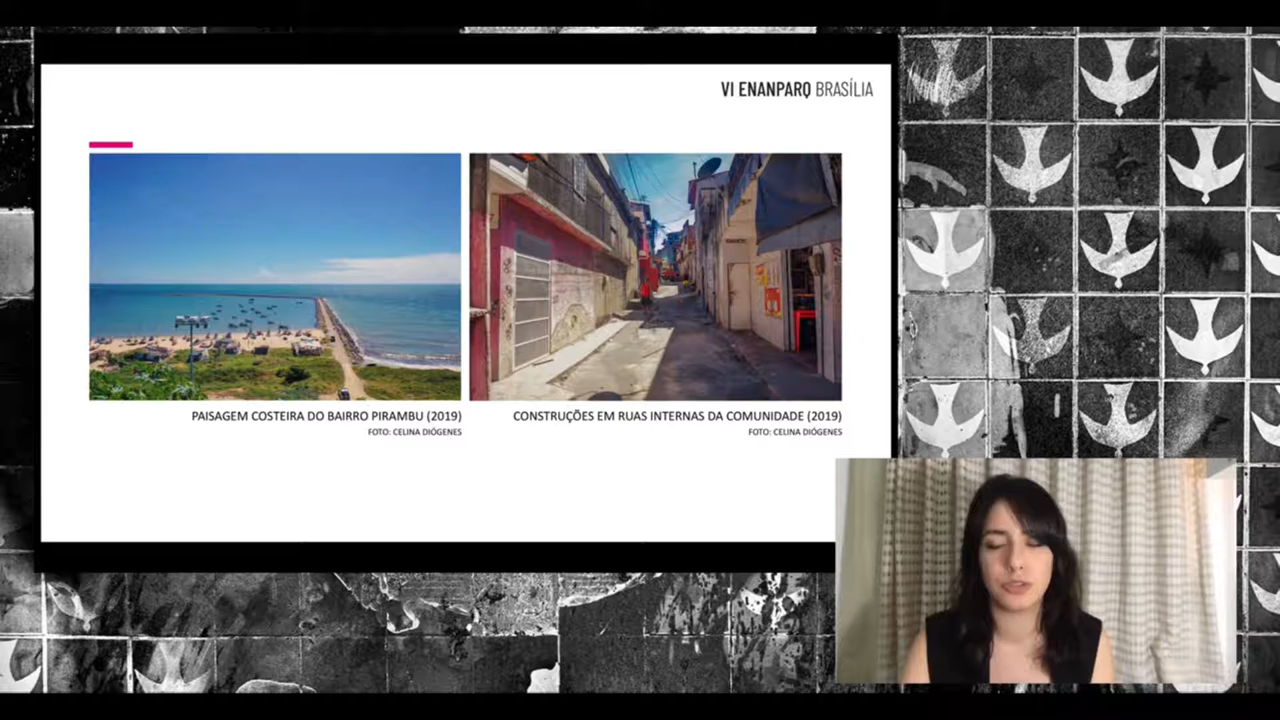 VI ENANPARQ BRASÍLIA
PAISAGEM COSTEIRA DO BAIRRO PIRAMBU (2019)
FOTO: CELINA DIÓGENES
CONSTRUÇÕES EM RUAS INTERNAS DA COMUNIDADE (2019)
FOTO: CELINA DIÓGENES